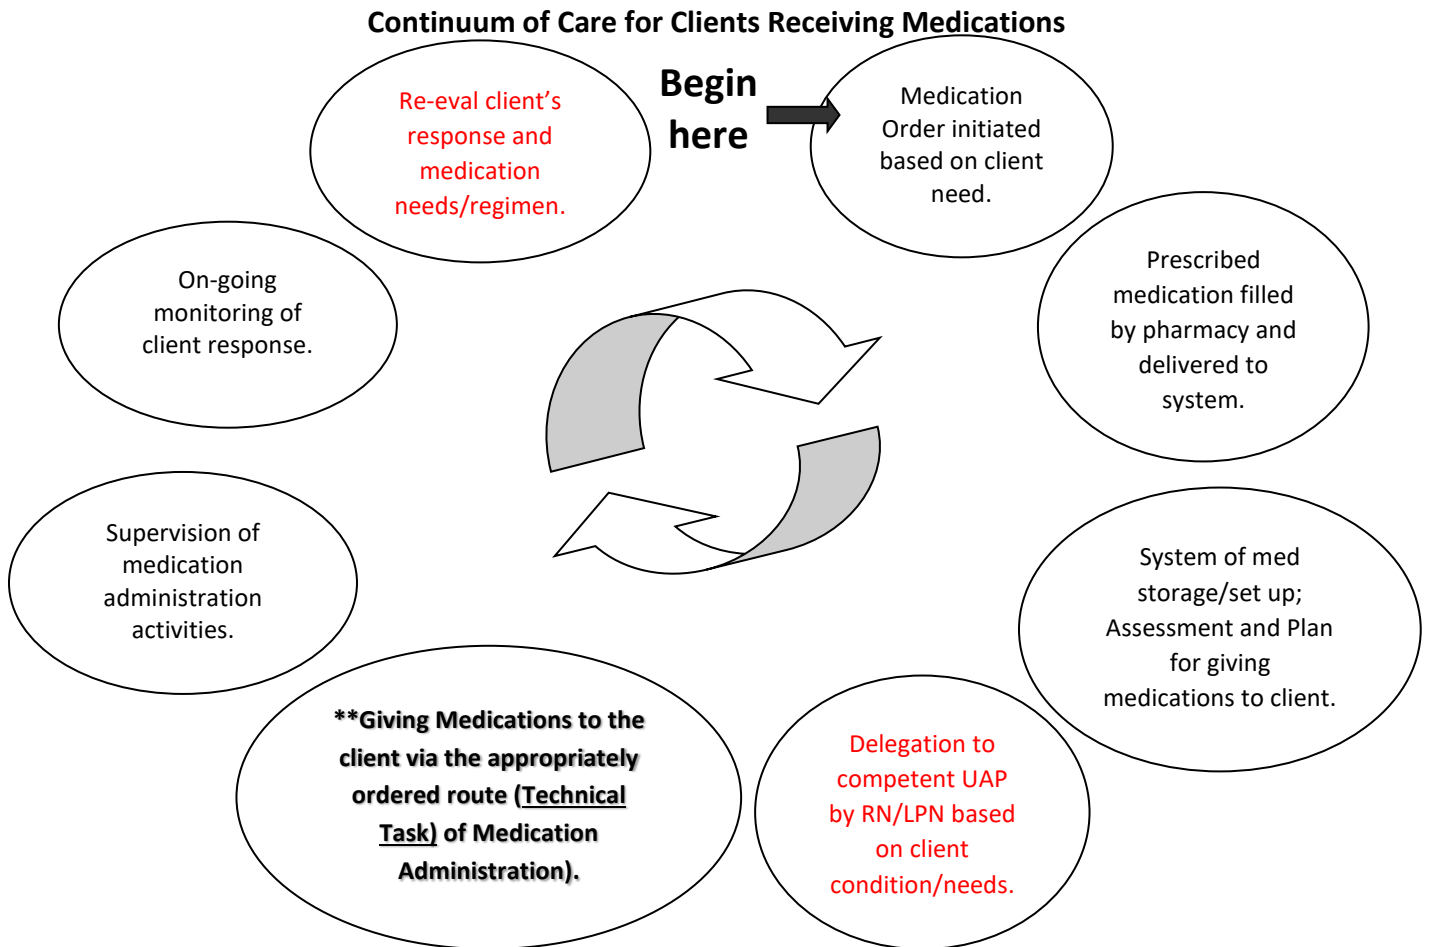 Continuum of Care for Clients Receiving Medications
Begin
here
Medication
Order initiated
based on client
need.
Prescribed
medication filled
by pharmacy and
delivered to
system.
System of med
storage/set up;
Assessment and Plan
for giving
medications to client.
Delegation to
competent UAP
by RN/LPN based
on client
condition/needs.
**Giving Medications to the
client via the appropriately
ordered route (Technical
Task) of Medication
Administration).
Supervision of
medication
administration
activities.
On-going
monitoring of
client response.
Re-eval client’s
response and
medication
needs/regimen.